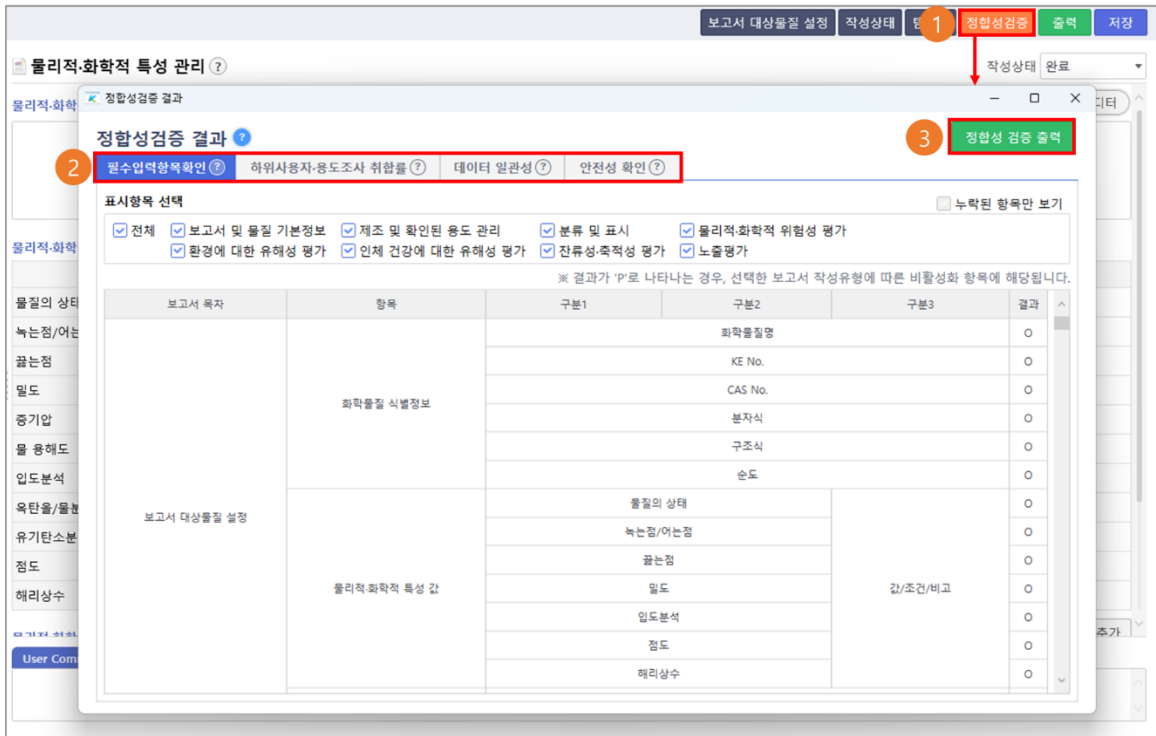 보고서 대상물질 설정 작성상태 1 정합성검증 출력 저장
물리적·화학적 특성 관리 ? 작성상태 완료
물리적·화학 정합성검증 결과 디터
정합성검증 결과 ? 3 정합성 검증 출력
2 필수입력항목확인 ? 하위사용자·용도조사 취합률 ? 데이터 일관성 ? 안전성 확인 ?
표시항목 선택 누락된 항목만 보기
전체 보고서 및 물질 기본정보 제조 및 확인된 용도 관리 분류 및 표시 물리적·화학적 위험성 평가
환경에 대한 유해성 평가 인체 건강에 대한 유해성 평가 잔류성·축적성 평가 노출평가
물리적·화학
※ 결과가 'P'로 나타나는 경우, 선택한 보고서 작성유형에 따른 비활성화 항목에 해당됩니다.
보고서 목차 항목 구분1 구분2 구분3 결과
물질의 상태 화학물질명 O
녹는점/어는 KE No. O
끓는점 CAS No. O
밀도 화학물질 식별정보
증기압 분자식 O
물 용해도 구조식 O
입도분석 순도 O
옥탄올/물분 보고서 대상물질 설정 물질의 상태 O
유기탄소분 녹는점/어는점 O
점도 끓는점 O
해리상수 물리적·화학적 특성 값 밀도 값/조건/비고 O
입도분석 O
물리적·화학 추가
점도 O
User Com 해리상수 O